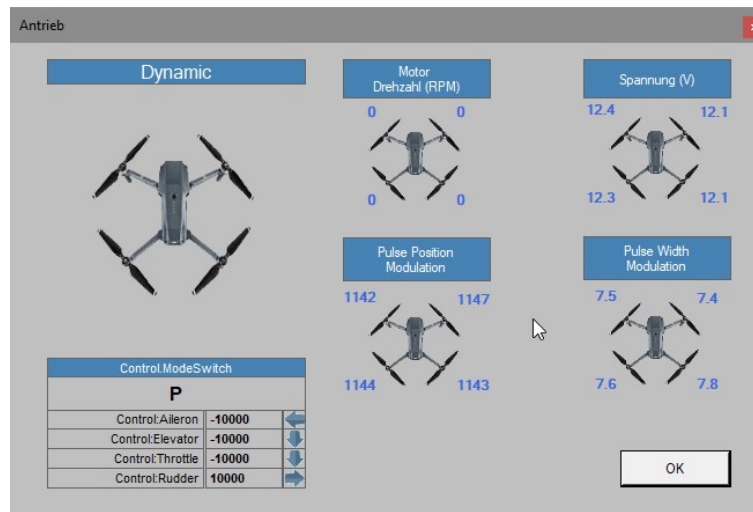 Antrieb
Dynamic
Motor
Drehzahl (RPM)
0 0
0 0
Spannung (V)
12.4 12.1
12.3 12.1
Pulse Position
Modulation
1142 1147
1144 1143
Pulse Width
Modulation
7.5 7.4
7.6 7.8
Control.ModeSwitch
P
Control:Aileron -10000
Control:Elevator -10000
Control:Throttle -10000
Control:Rudder 10000
OK